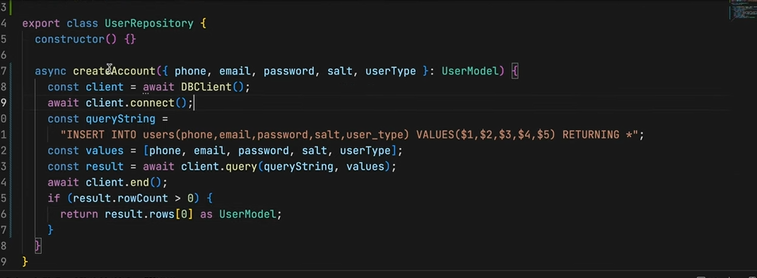 3
4 export class UserRepository {
5   constructor() {}
6
7   async createAccount({ phone, email, password, salt, userType }: UserModel) {
8     const client = await DBClient();
9     await client.connect();
0     const queryString =
1       "INSERT INTO users(phone,email,password,salt,user_type) VALUES($1,$2,$3,$4,$5) RETURNING *";
2     const values = [phone, email, password, salt, userType];
3     const result = await client.query(queryString, values);
4     await client.end();
5     if (result.rowCount > 0) {
6       return result.rows[0] as UserModel;
7     }
8   }
9 }